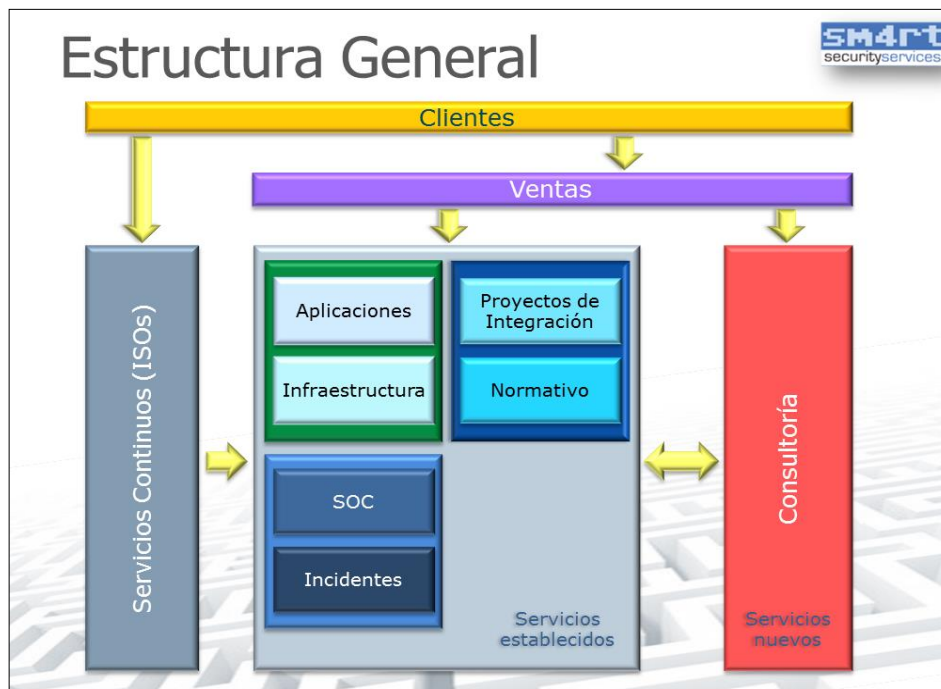 Estructura General
sm4rt
securityservices
Clientes
Ventas
Servicios Continuos (ISOs)
Aplicaciones
Infraestructura
Proyectos de
Integración
Normativo
SOC
Incidentes
Servicios
establecidos
Consultoría
Servicios
nuevos